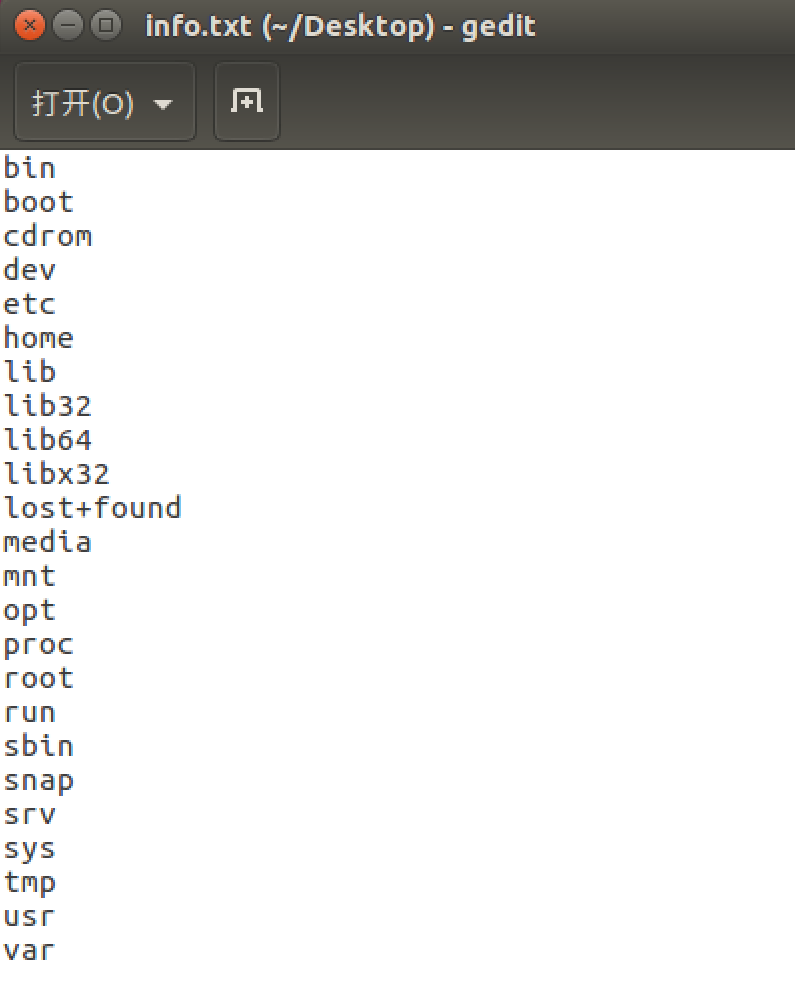 info.txt (~/Desktop) - gedit
打开(O)
bin
boot
cdrom
dev
etc
home
lib
lib32
lib64
libx32
lost+found
media
mnt
opt
proc
root
run
sbin
snap
srv
sys
tmp
usr
var